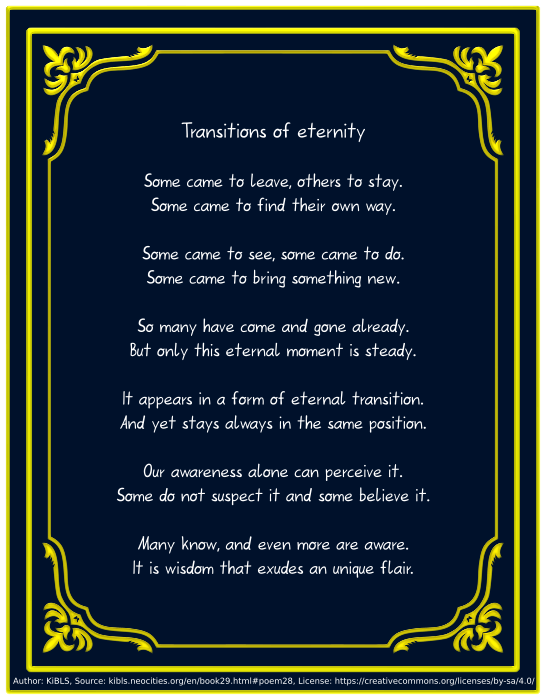 Transitions of eternity
Some came to leave, others to stay.
Some came to find their own way.
Some came to see, some came to do.
Some came to bring something new.
So many have come and gone already.
But only this eternal moment is steady.
It appears in a form of eternal transition.
And yet stays always in the same position.
Our awareness alone can perceive it.
Some do not suspect it and some believe it.
Many know, and even more are aware.
It is wisdom that exudes an unique flair.
Author: KiBLS, Source: kibls.neocities.org/en/book29.html#poem28, License: https://creativecommons.org/licenses/by-sa/4.0/